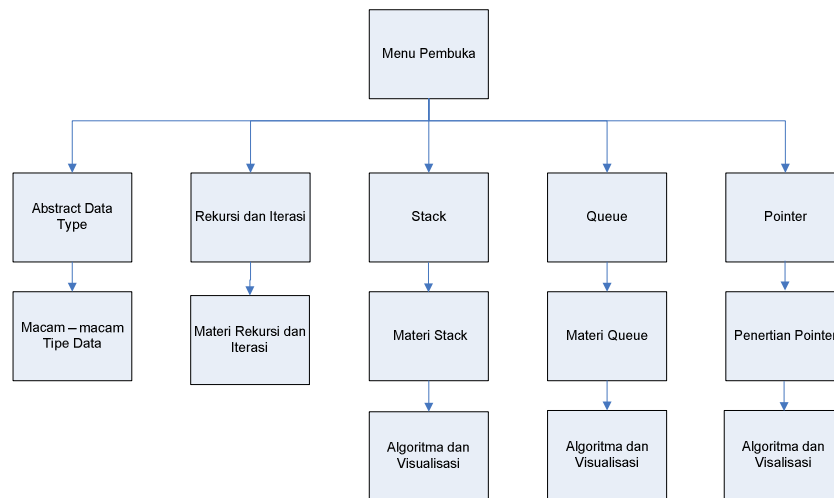 Menu Pembuka
Abstract Data
Type
Rekursi dan Iterasi
Stack
Queue
Pointer
Macam – macam
Tipe Data
Materi Rekursi dan
Iterasi
Materi Stack
Materi Queue
Penertian Pointer
Algoritma dan
Visualisasi
Algoritma dan
Visualisasi
Algoritma dan
Visalisasi